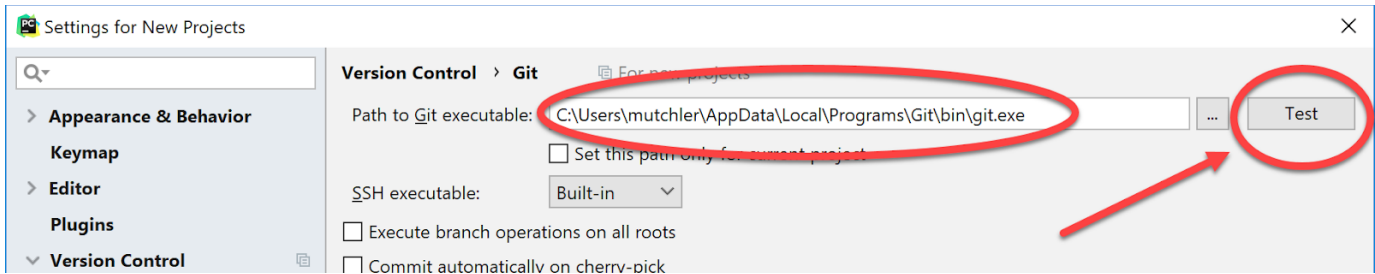 PC Settings for New Projects
Version Control > Git For new projects
Appearance & Behavior
Keymap
Editor
Plugins
Version Control
Path to Git executable: C:\Users\mutchler\AppData\Local\Programs\Git\bin\git.exe ... Test
Set this path only for current project
SSH executable: Built-in
Execute branch operations on all roots
Commit automatically on cherry-pick